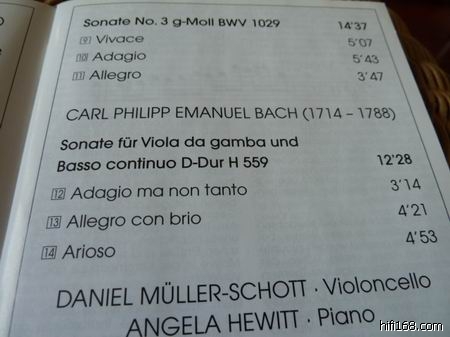 Sonate No. 3 g-Moll BWV 1029 14'37
9 Vivace 5'07
10 Adagio 5'43
11 Allegro 3'47
CARL PHILIPP EMANUEL BACH (1714 – 1788)
Sonate für Viola da gamba und
Basso continuo D-Dur H 559 12'28
12 Adagio ma non tanto 3'14
13 Allegro con brio 4'21
14 Arioso 4'53
DANIEL MÜLLER-SCHOTT · Violoncello
ANGELA HEWITT · Piano
hifi168.com